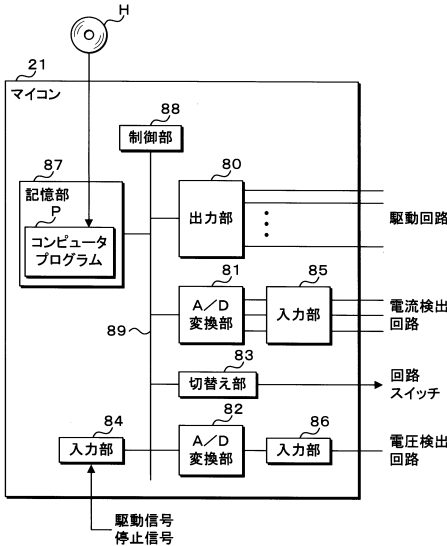 H
21
マイコン
88
制御部
87
記憶部
P
コンピュータ
プログラム
80
出力部
駆動回路
81
A/D
変換部
85
入力部
電流検出
回路
89
83
切替え部
回路
スイッチ
84
入力部
82
A/D
変換部
86
入力部
電圧検出
回路
駆動信号
停止信号